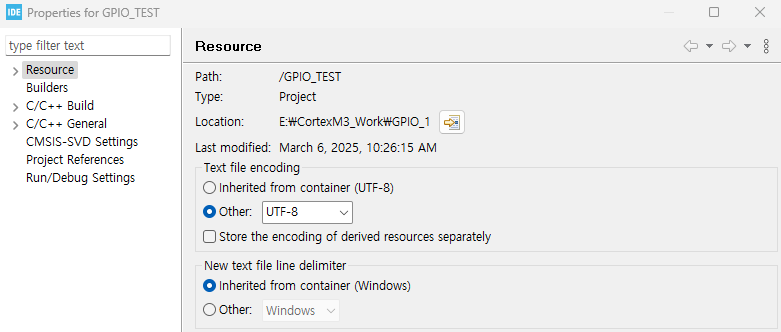 IDE Properties for GPIO_TEST
type filter text
Resource
Builders
C/C++ Build
C/C++ General
CMSIS-SVD Settings
Project References
Run/Debug Settings
Resource
Path: /GPIO_TEST
Type: Project
Location: E:₩CortexM3_Work₩GPIO_1
Last modified: March 6, 2025, 10:26:15 AM
Text file encoding
Inherited from container (UTF-8)
Other: UTF-8
Store the encoding of derived resources separately
New text file line delimiter
Inherited from container (Windows)
Other: Windows